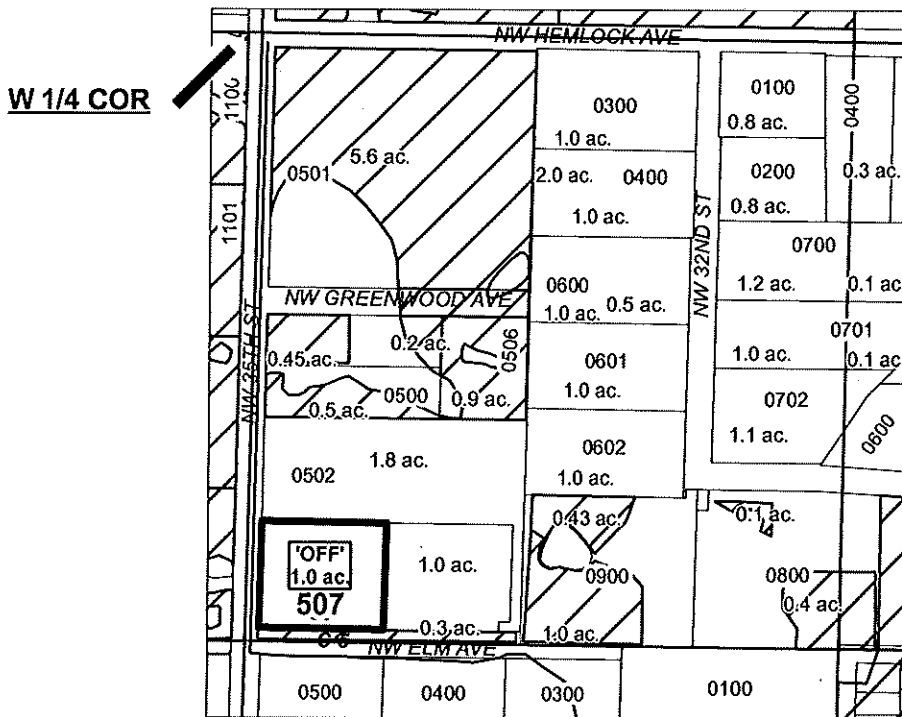 NW HEMLOCK AVE
W 1/4 COR
1100
1101
NW 35TH ST
5.6 ac.
0501
NW GREENWOOD AVE
0.45 ac.
0.2 ac.
0506
0500
0.5 ac.
0.9 ac.
1.8 ac.
0502
'OFF'
1.0 ac.
507
1.0 ac.
0.3 ac.
C-6
NW ELM AVE
0300
1.0 ac.
2.0 ac.
0400
1.0 ac.
0600
0.5 ac.
1.0 ac.
0601
1.0 ac.
0602
1.0 ac.
NW 32ND ST
0100
0.8 ac.
0200
0.8 ac.
0400
0.3 ac.
0700
1.2 ac.
0.1 ac.
0701
1.0 ac.
0.1 ac
0702
1.1 ac.
0600
0.43 ac.
0900
1.0 ac.
0.1 ac.
0800
0.4 ac.
0500
0400
0300
0100